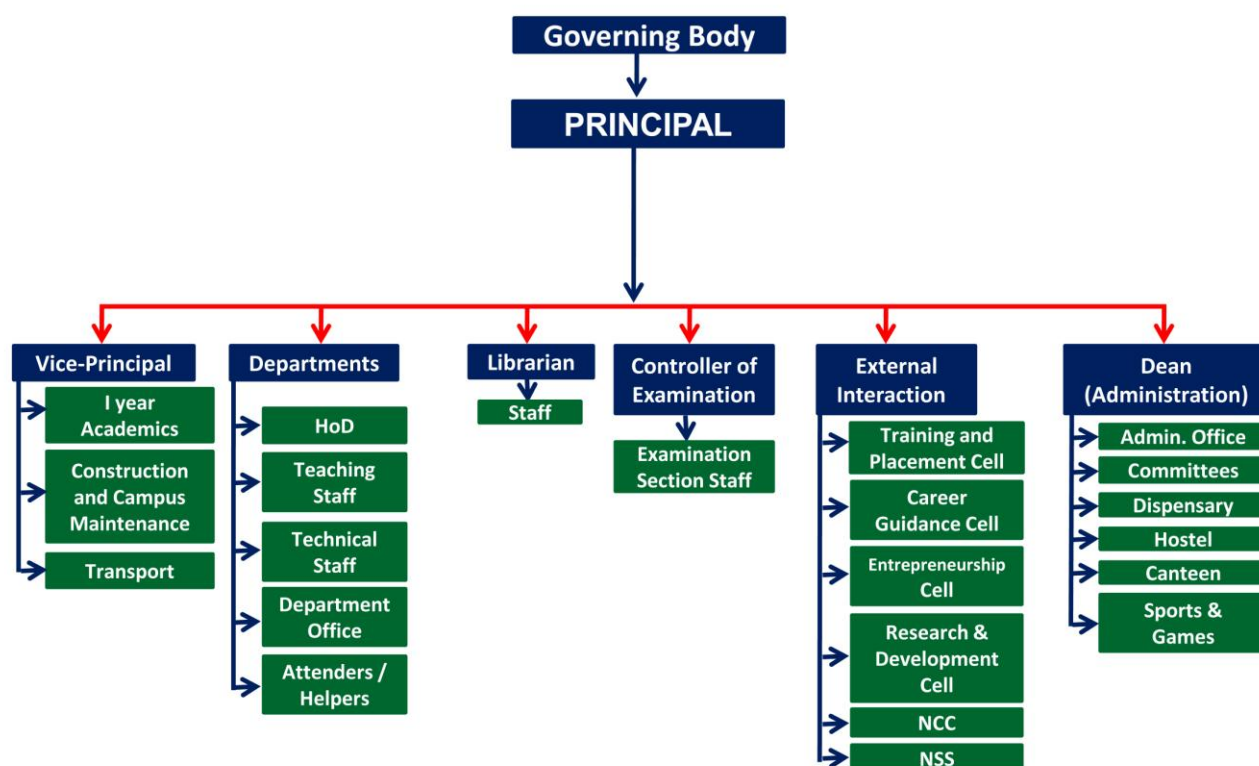 Governing Body
PRINCIPAL
Vice-Principal
I year
Academics
Construction
and Campus
Maintenance
Transport
Departments
HoD
Teaching
Staff
Technical
Staff
Department
Office
Attenders /
Helpers
Librarian
Staff
Controller of
Examination
Examination
Section Staff
External
Interaction
Training and
Placement Cell
Career
Guidance Cell
Entrepreneurship
Cell
Research &
Development
Cell
NCC
NSS
Dean
(Administration)
Admin. Office
Committees
Dispensary
Hostel
Canteen
Sports &
Games